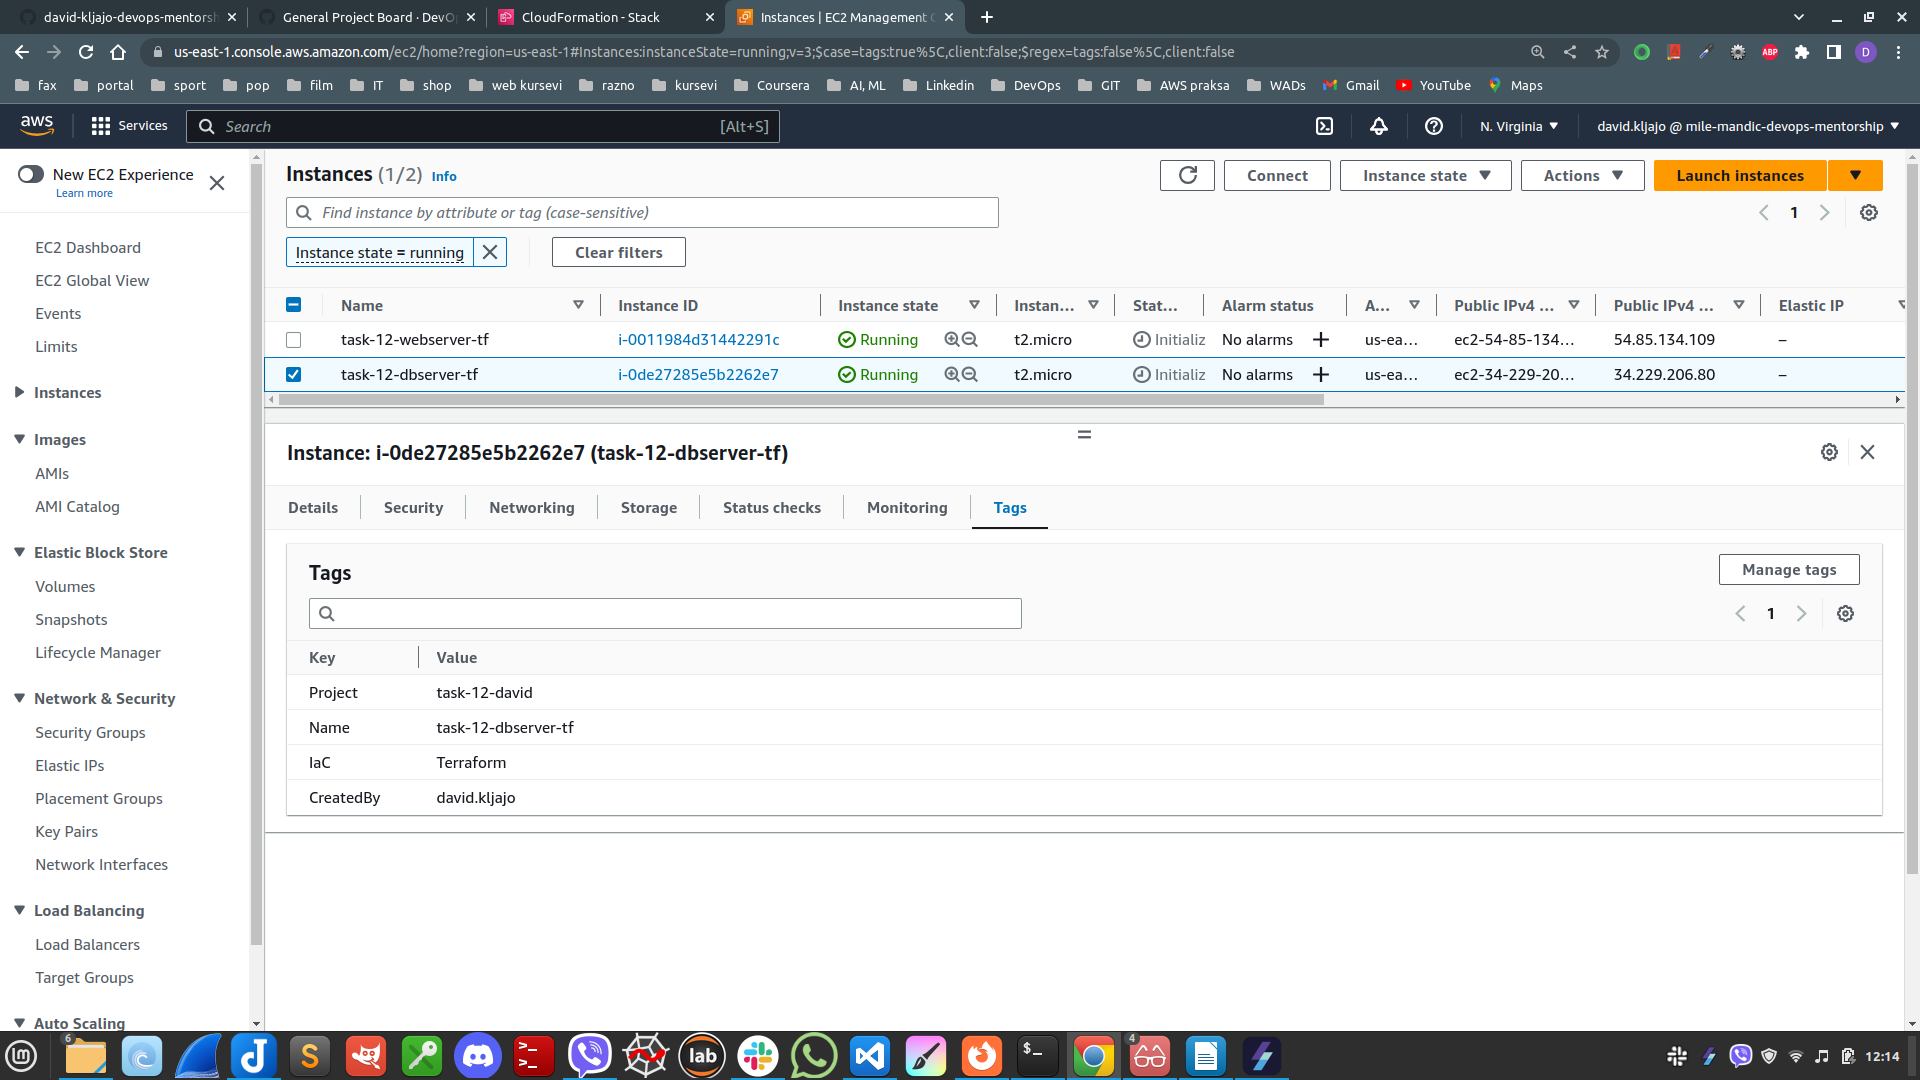 david-kljajo-devops-mentorsh
General Project Board · DevO
CloudFormation - Stack
Instances | EC2 Management C
us-east-1.console.aws.amazon.com/ec2/home?region=us-east-1#Instances:instanceState=running;v=3;$case=tags:true%5C,client:false;$regex=tags:false%5C,client:false
ABP
D
fax
portal
sport
pop
film
IT
shop
web kursevi
razno
kursevi
Coursera
AI, ML
Linkedin
DevOps
GIT
AWS praksa
WADs
Gmail
YouTube
Maps
aws
Services
Search
[Alt+S]
N. Virginia
david.kljajo @ mile-mandic-devops-mentorship
New EC2 Experience
Learn more
EC2 Dashboard
EC2 Global View
Events
Limits
Instances
Images
AMIs
AMI Catalog
Elastic Block Store
Volumes
Snapshots
Lifecycle Manager
Network & Security
Security Groups
Elastic IPs
Placement Groups
Key Pairs
Network Interfaces
Load Balancing
Load Balancers
Target Groups
Auto Scaling
Instances (1/2) Info
Connect
Instance state
Actions
Launch instances
Find instance by attribute or tag (case-sensitive)
1
Instance state = running
Clear filters
Name Instance ID Instance state Instan... Stat... Alarm status A... Public IPv4 ... Public IPv4 ... Elastic IP
task-12-webserver-tf i-0011984d31442291c Running t2.micro Initializ No alarms + us-ea... ec2-54-85-134... 54.85.134.109 –
task-12-dbserver-tf i-0de27285e5b2262e7 Running t2.micro Initializ No alarms + us-ea... ec2-34-229-20... 34.229.206.80 –
Instance: i-0de27285e5b2262e7 (task-12-dbserver-tf)
Details
Security
Networking
Storage
Status checks
Monitoring
Tags
Tags
Manage tags
1
Key Value
Project task-12-david
Name task-12-dbserver-tf
IaC Terraform
CreatedBy david.kljajo
6
lab
4
12:14